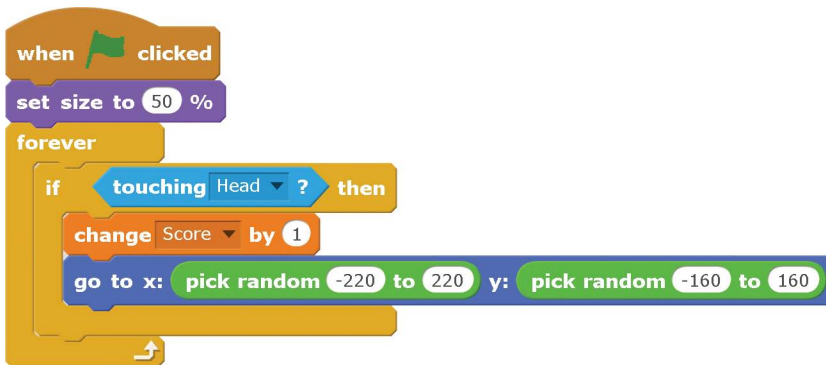 when clicked
set size to 50 %
forever
if touching Head ? then
change Score by 1
go to x: pick random -220 to 220 y: pick random -160 to 160